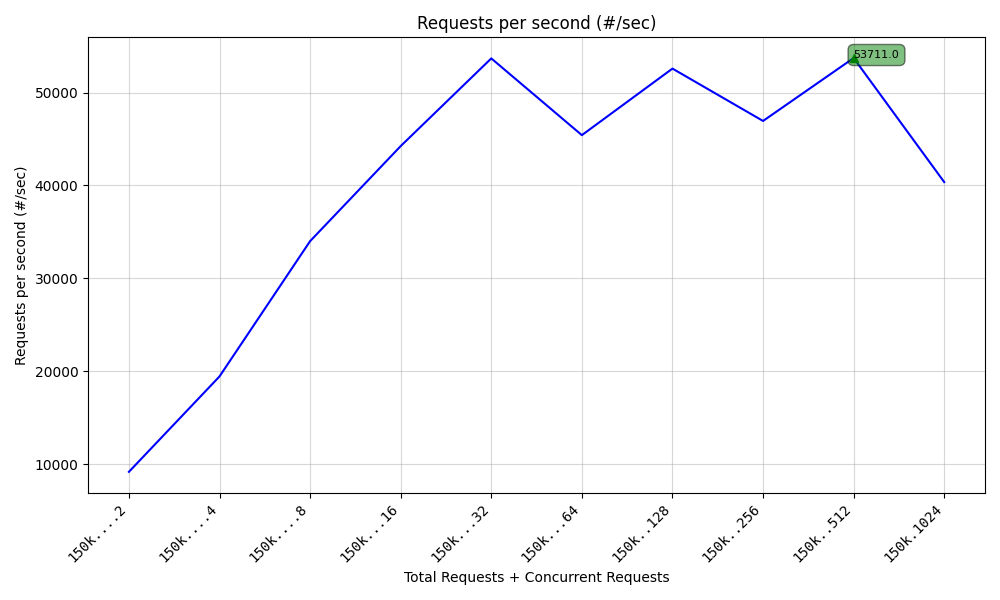 Requests per second (#/sec)
53711.0
50000
40000
30000
20000
10000
Requests per second (#/sec)
150k....2
150k....4
150k....8
150k...16
150k...32
150k...64
150k..128
150k..256
150k..512
150k.1024
Total Requests + Concurrent Requests